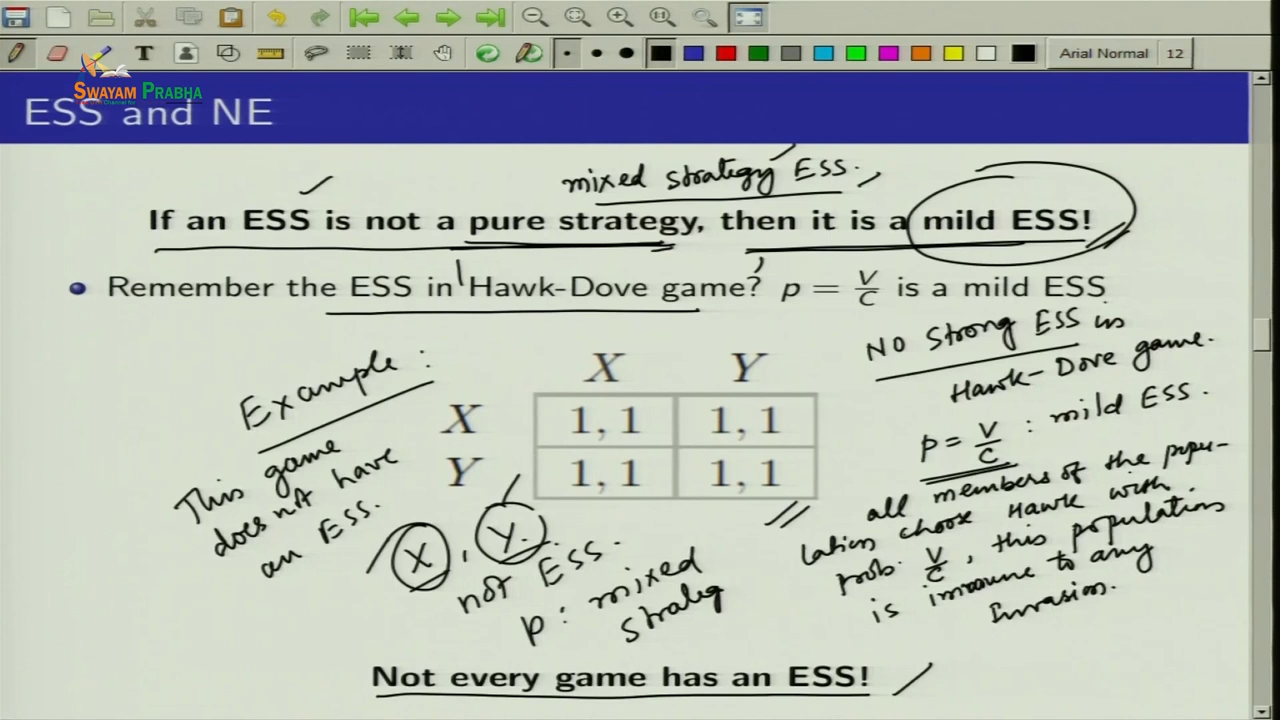 Arial Normal 12
SWAYAM PRABHA
ESS and NE
mixed strategy ESS.
If an ESS is not a pure strategy, then it is a mild ESS!
Remember the ESS in Hawk-Dove game? p = V/C is a mild ESS
NO Strong ESS in
Hawk-Dove game.
p = V/C : mild ESS.
all members of the popu-
lation choose Hawk with
prob. V/C, this population
is immune to any
Invasion.
Example :
This game
does not have
an ESS.
X Y
X 1, 1 1, 1
Y 1, 1 1, 1
X, Y.
not ESS.
p : mixed
strateg
Not every game has an ESS!